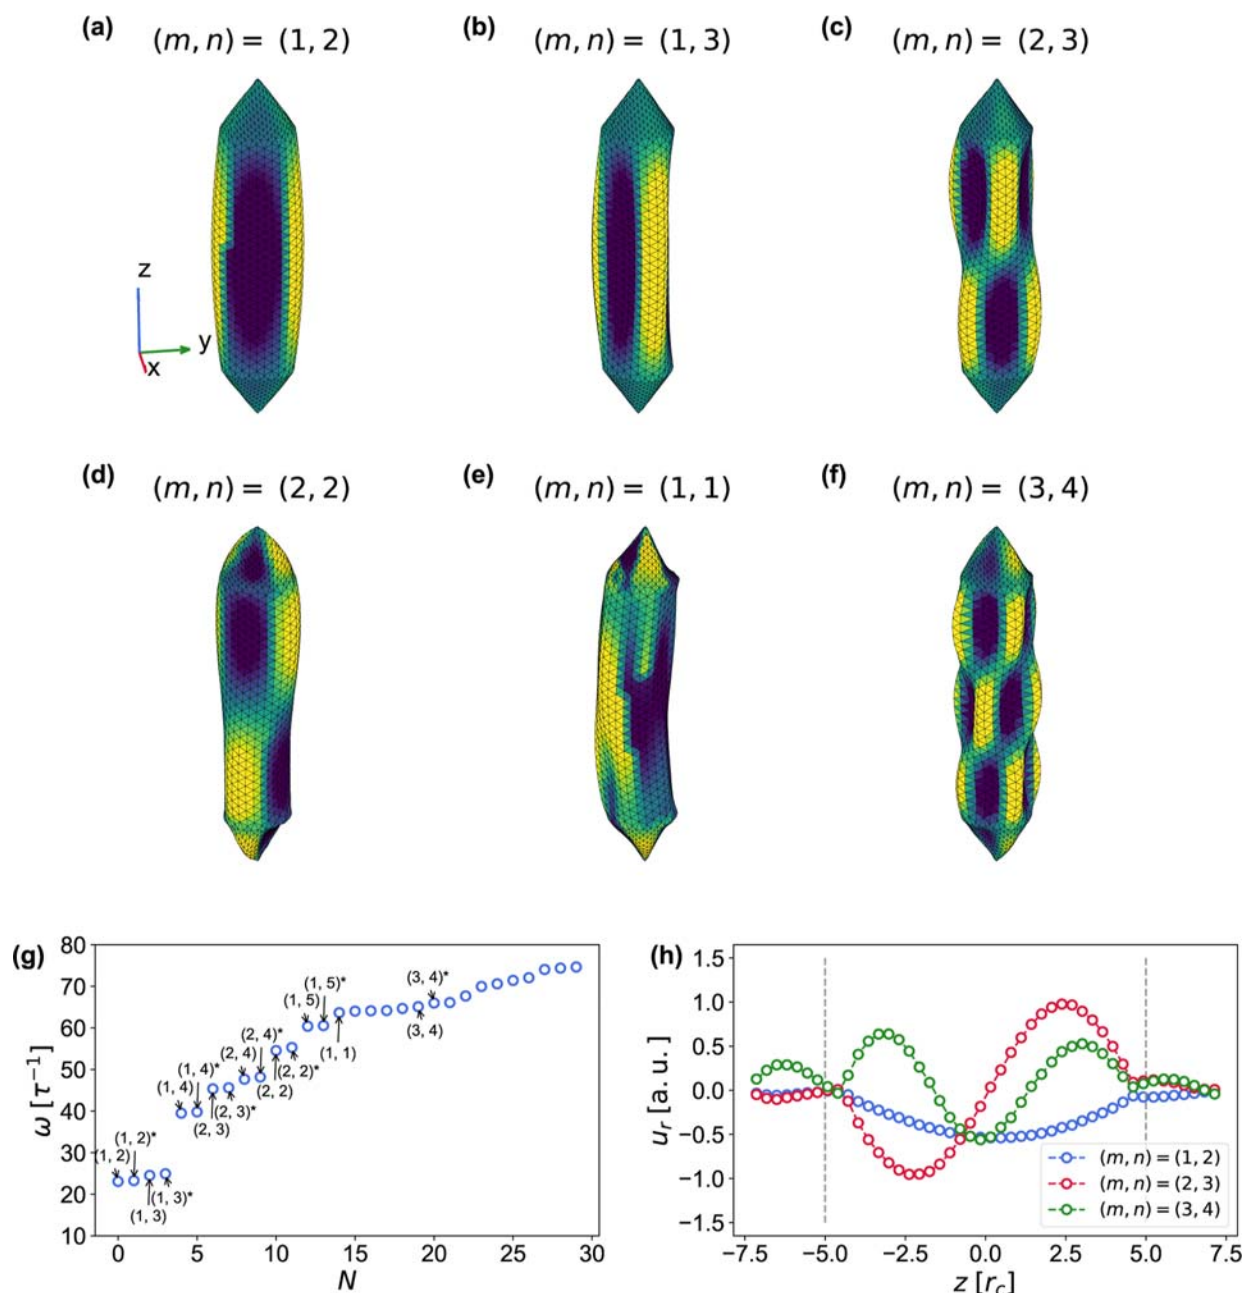 (a) (m, n) = (1, 2)
(b) (m, n) = (1, 3)
(c) (m, n) = (2, 3)
z
y
x
(d) (m, n) = (2, 2)
(e) (m, n) = (1, 1)
(f) (m, n) = (3, 4)
(g)
80
70
60
50
40
30
20
10
ω [τ⁻¹]
(1, 2)
(1, 2)*
(1, 3)
(1, 3)*
(1, 4)
(1, 4)*
(2, 3)
(2, 3)*
(2, 4)
(2, 4)*
(2, 2)
(2, 2)*
(1, 5)
(1, 5)*
(1, 1)
(3, 4)
(3, 4)*
0 5 10 15 20 25 30
N
(h)
1.5
1.0
0.5
0.0
−0.5
−1.0
−1.5
uᵣ [a. u.]
(m, n) = (1, 2)
(m, n) = (2, 3)
(m, n) = (3, 4)
−7.5 −5.0 −2.5 0.0 2.5 5.0 7.5
z [r_c]